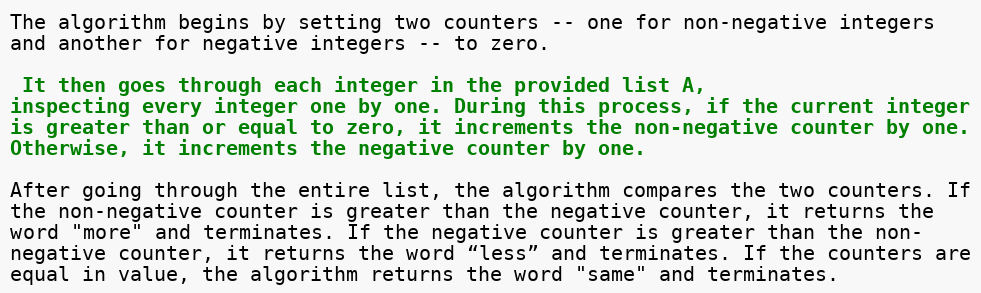 The algorithm begins by setting two counters -- one for non-negative integers
and another for negative integers -- to zero.
It then goes through each integer in the provided list A,
inspecting every integer one by one. During this process, if the current integer
is greater than or equal to zero, it increments the non-negative counter by one.
Otherwise, it increments the negative counter by one.
After going through the entire list, the algorithm compares the two counters. If
the non-negative counter is greater than the negative counter, it returns the
word "more" and terminates. If the negative counter is greater than the non-
negative counter, it returns the word “less” and terminates. If the counters are
equal in value, the algorithm returns the word "same" and terminates.